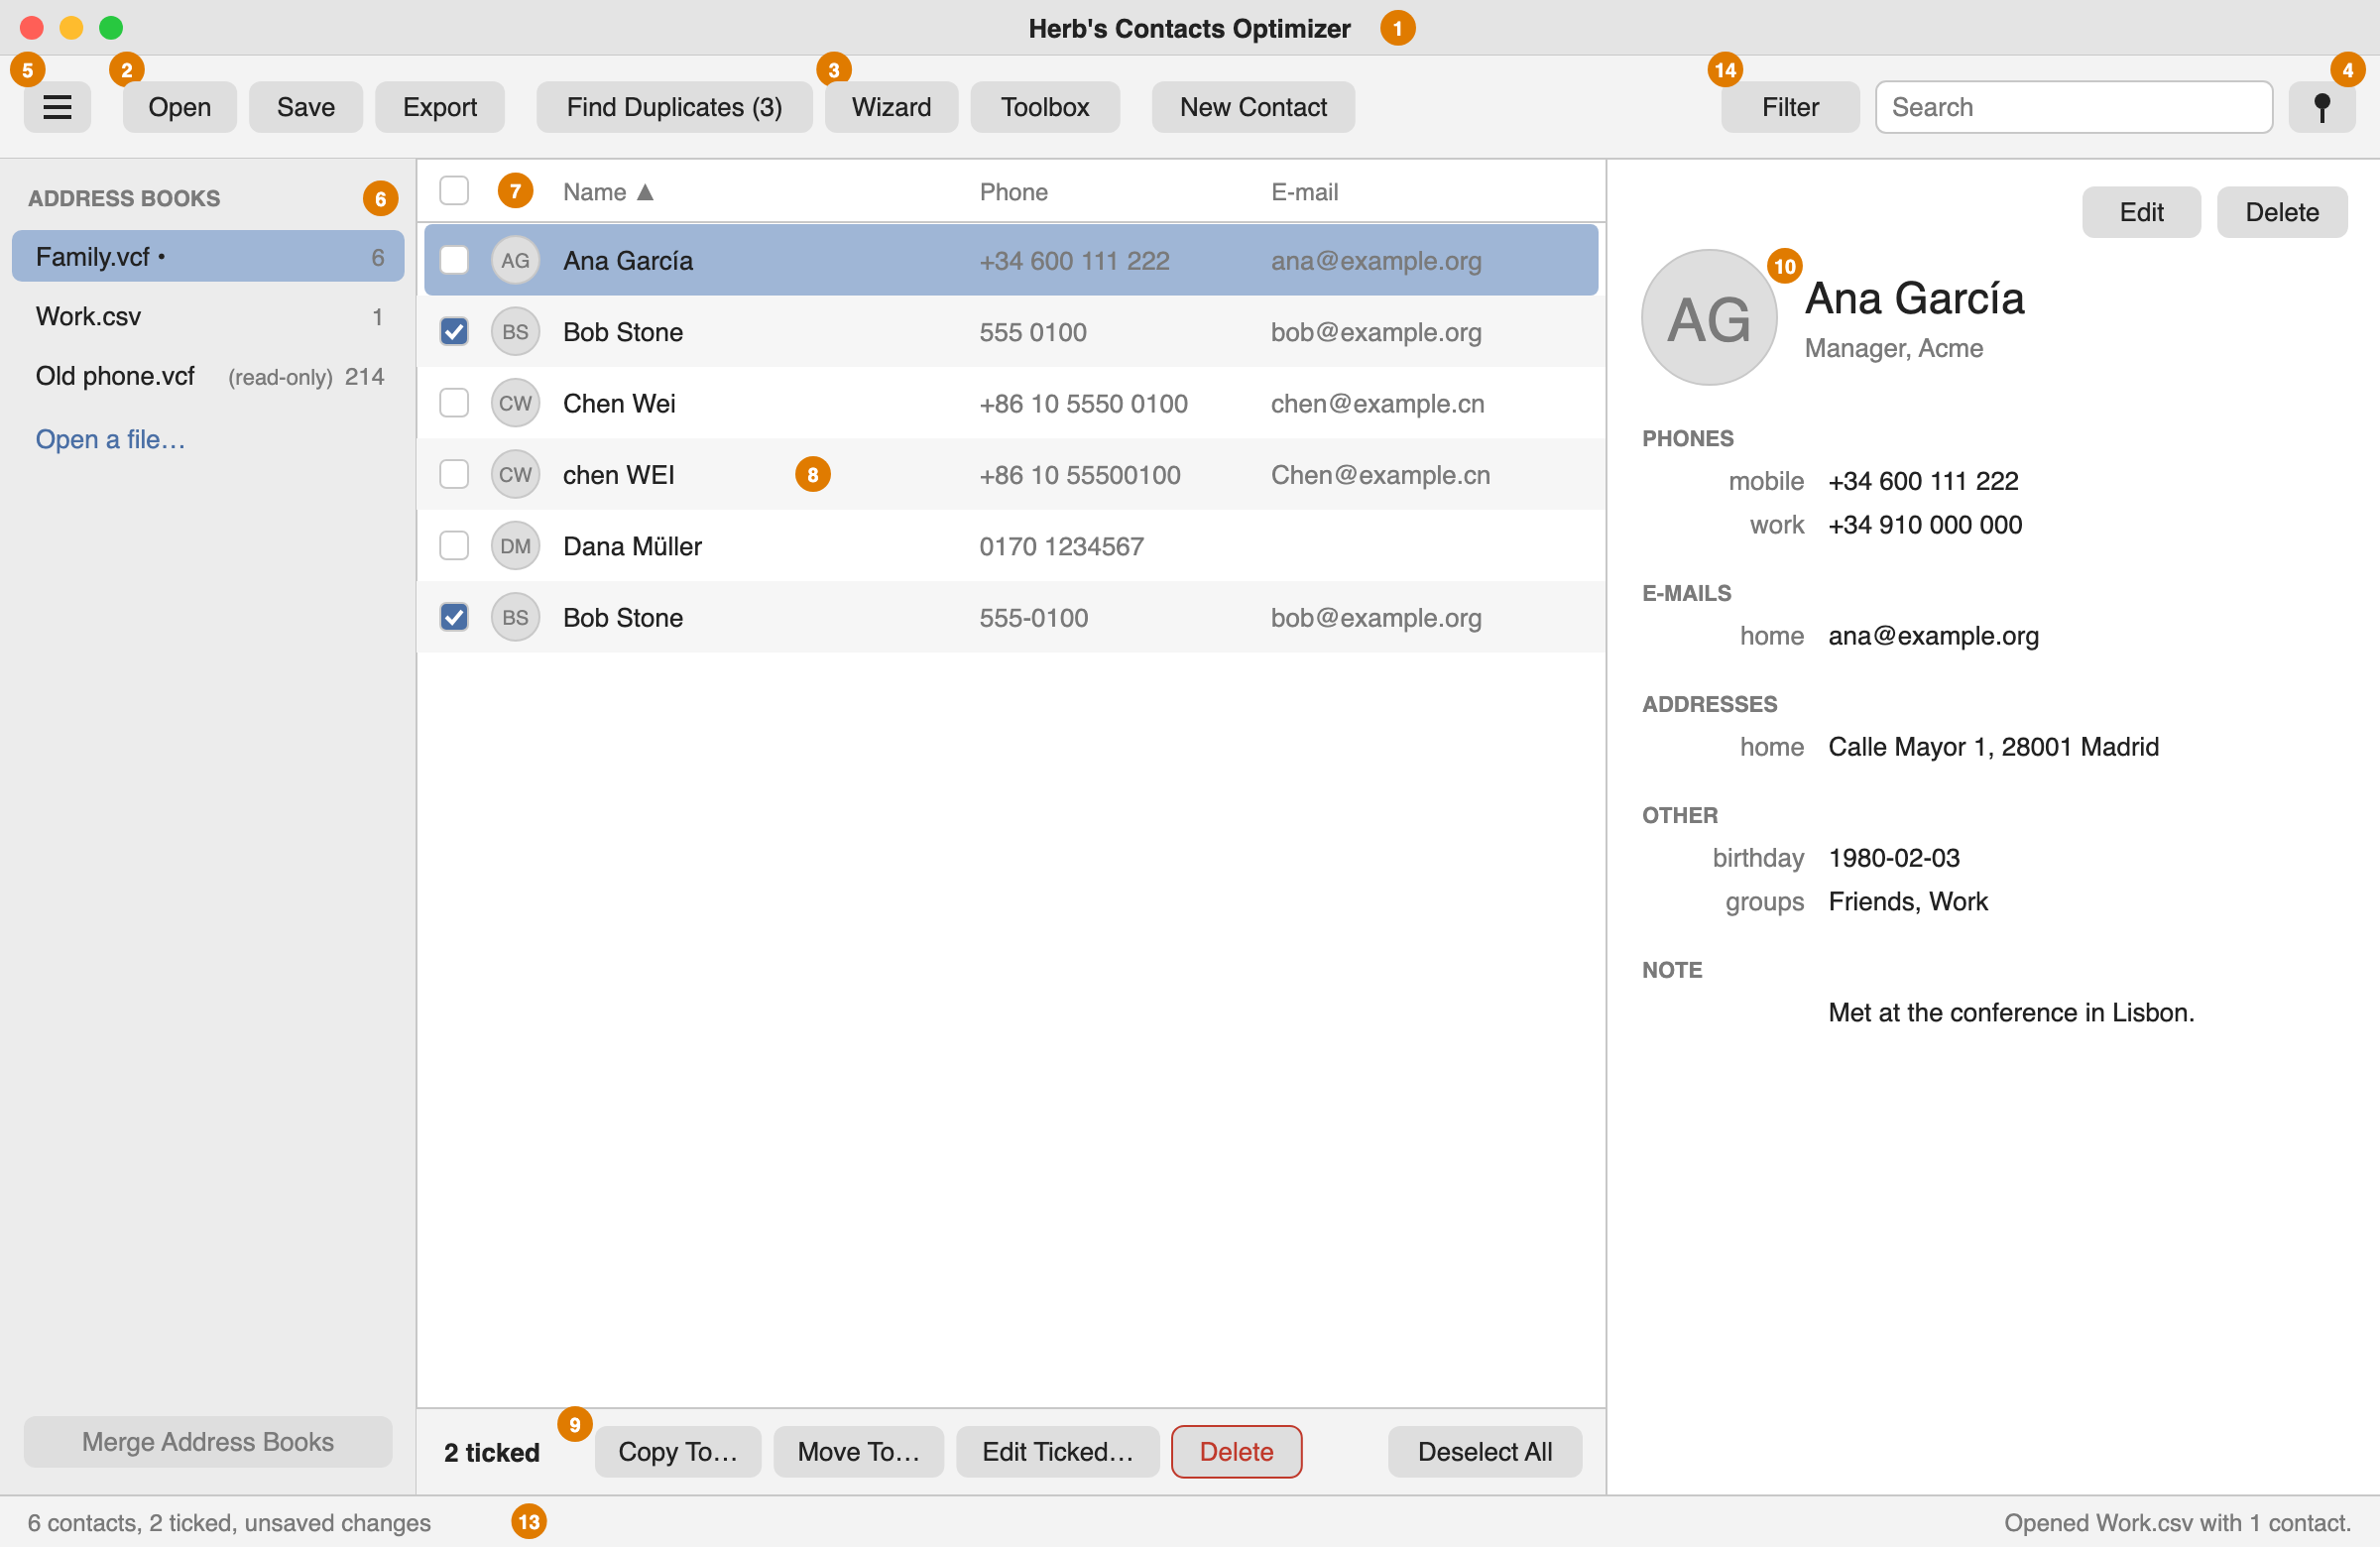 Herb's Contacts Optimizer 1
5 2 3 14 4
Open Save Export Find Duplicates (3) Wizard Toolbox New Contact Filter Search
ADDRESS BOOKS 6
Family.vcf • 6
Work.csv 1
Old phone.vcf (read-only) 214
Open a file…
Merge Address Books
7 Name ▲ Phone E-mail
AG Ana García +34 600 111 222 ana@example.org
BS Bob Stone 555 0100 bob@example.org
CW Chen Wei +86 10 5550 0100 chen@example.cn
CW chen WEI 8 +86 10 55500100 Chen@example.cn
DM Dana Müller 0170 1234567
BS Bob Stone 555-0100 bob@example.org
2 ticked 9 Copy To… Move To… Edit Ticked… Delete Deselect All
Edit Delete
AG 10 Ana García
Manager, Acme
PHONES
mobile +34 600 111 222
work +34 910 000 000
E-MAILS
home ana@example.org
ADDRESSES
home Calle Mayor 1, 28001 Madrid
OTHER
birthday 1980-02-03
groups Friends, Work
NOTE
Met at the conference in Lisbon.
6 contacts, 2 ticked, unsaved changes 13 Opened Work.csv with 1 contact.